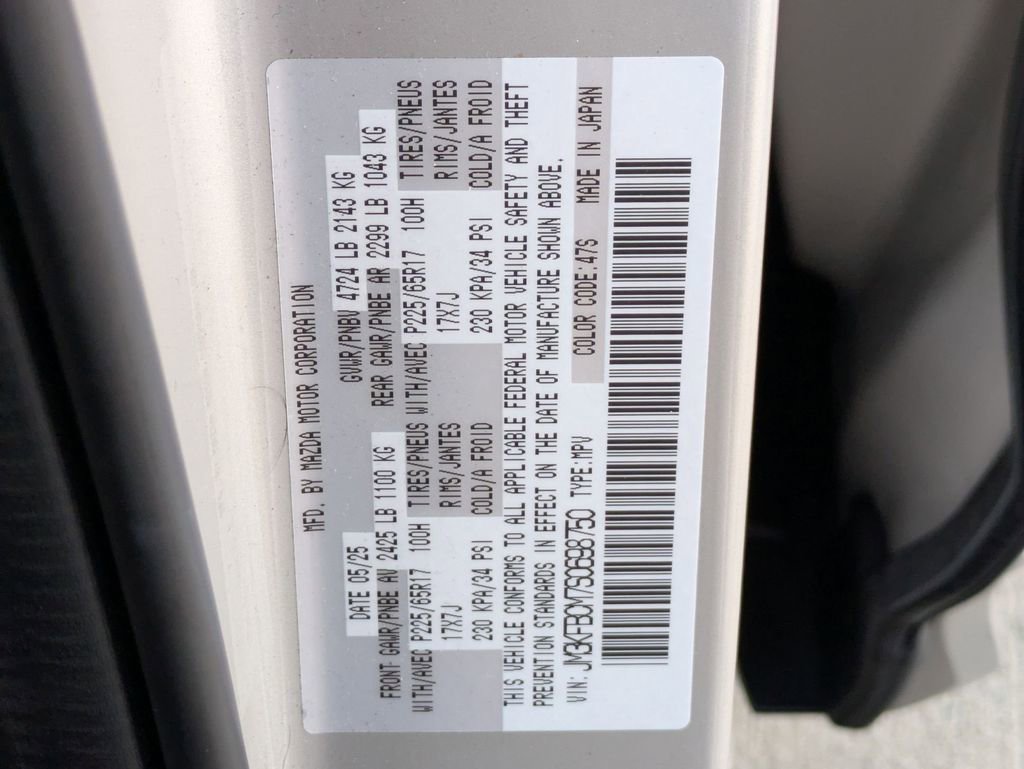 MFD. BY MAZDA MOTOR CORPORATION
DATE 05/25 GVWR/PNBV 4724 LB 2143 KG
FRONT GAWR/PNBE AV 2425 LB 1100 KG REAR GAWR/PNBE AR 2299 LB 1043 KG
WITH/AVEC P225/65R17 100H TIRES/PNEUS WITH/AVEC P225/65R17 100H TIRES/PNEUS
17X7J RIMS/JANTES 17X7J RIMS/JANTES
230 KPA/34 PSI COLD/A FROID 230 KPA/34 PSI COLD/A FROID
THIS VEHICLE CONFORMS TO ALL APPLICABLE FEDERAL MOTOR VEHICLE SAFETY AND THEFT
PREVENTION STANDARDS IN EFFECT ON THE DATE OF MANUFACTURE SHOWN ABOVE.
VIN: JM3KFBCM7S0698750 TYPE:MPV COLOR CODE:47S MADE IN JAPAN